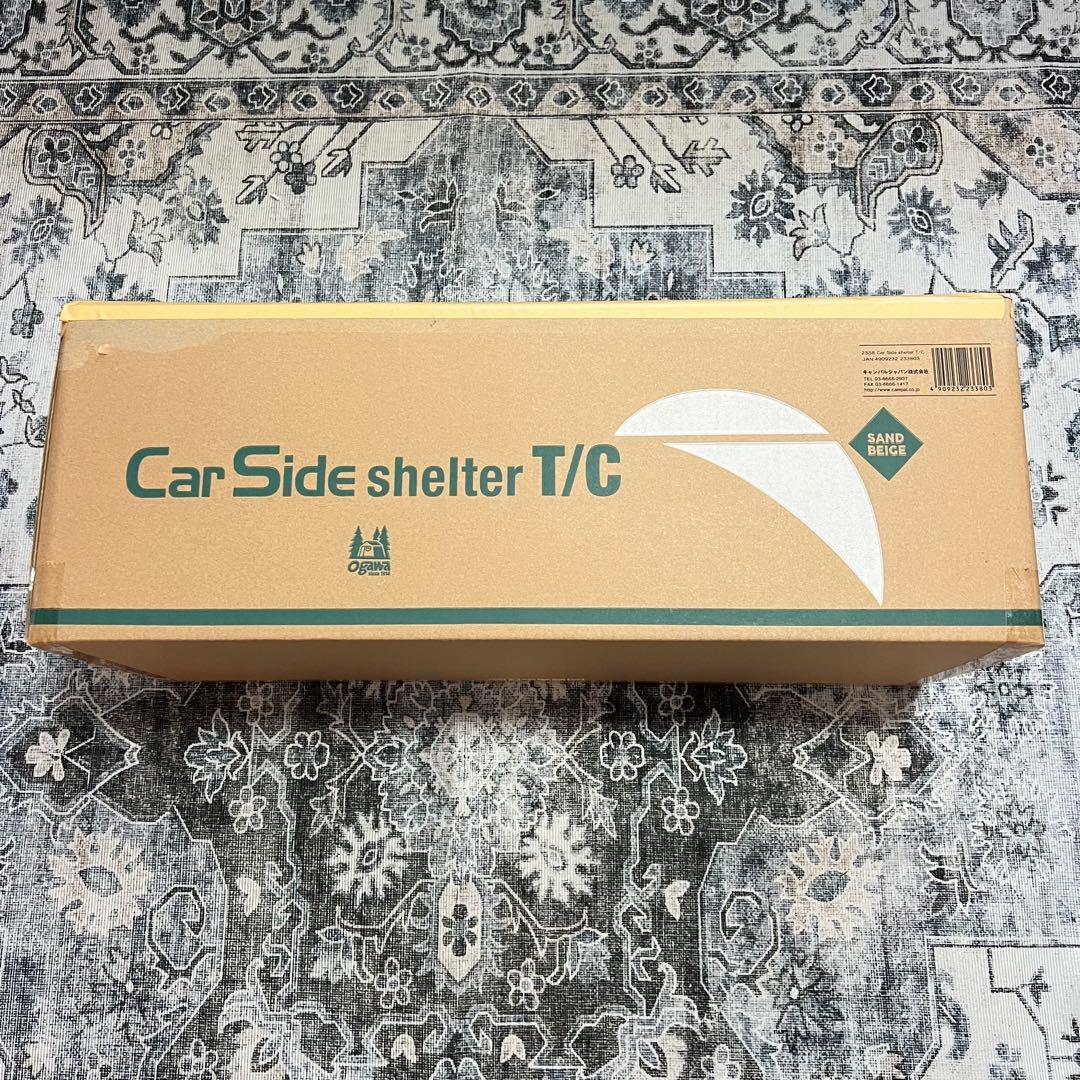 2338 Car Side shelter T/C
JAN:4909232 233803
キャンパルジャパン株式会社
TEL 03-6666-2937
FAX 03-6666-1417
http://www.campal.co.jp
4 909232 233803
SAND
BEIGE
Car Side shelter T/C
Ogawa
since 1914